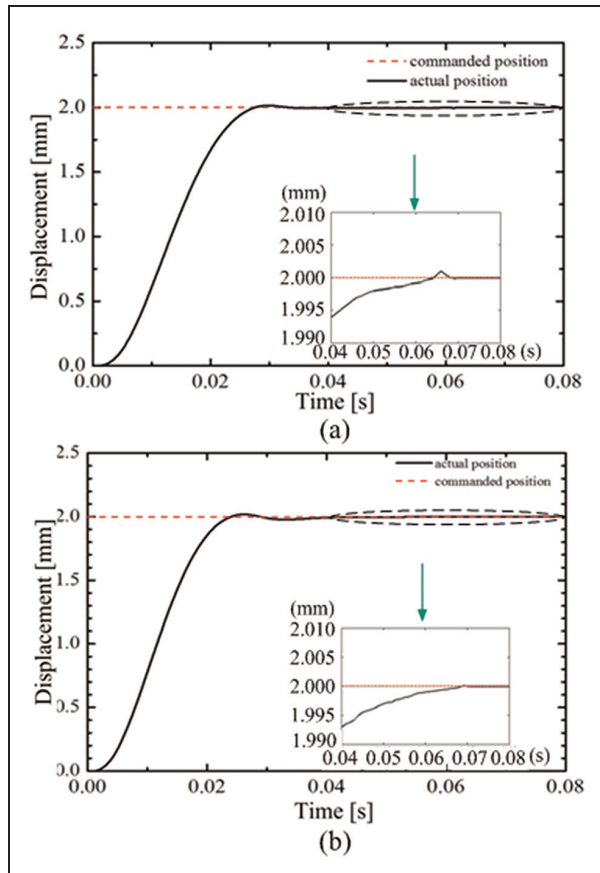 2.5
commanded position
actual position
2.0
Displacement [mm]
1.5
(mm)
2.010
1.0
2.005
2.000
0.5
1.995
1.990
0.04 0.05 0.06 0.07 0.08 (s)
0.0
0.00 0.02 0.04 0.06 0.08
Time [s]
(a)
2.5
actual position
commanded position
2.0
Displacement [mm]
1.5
(mm)
2.010
1.0
2.005
2.000
0.5
1.995
1.990
0.04 0.05 0.06 0.07 0.08 (s)
0.0
0.00 0.02 0.04 0.06 0.08
Time [s]
(b)